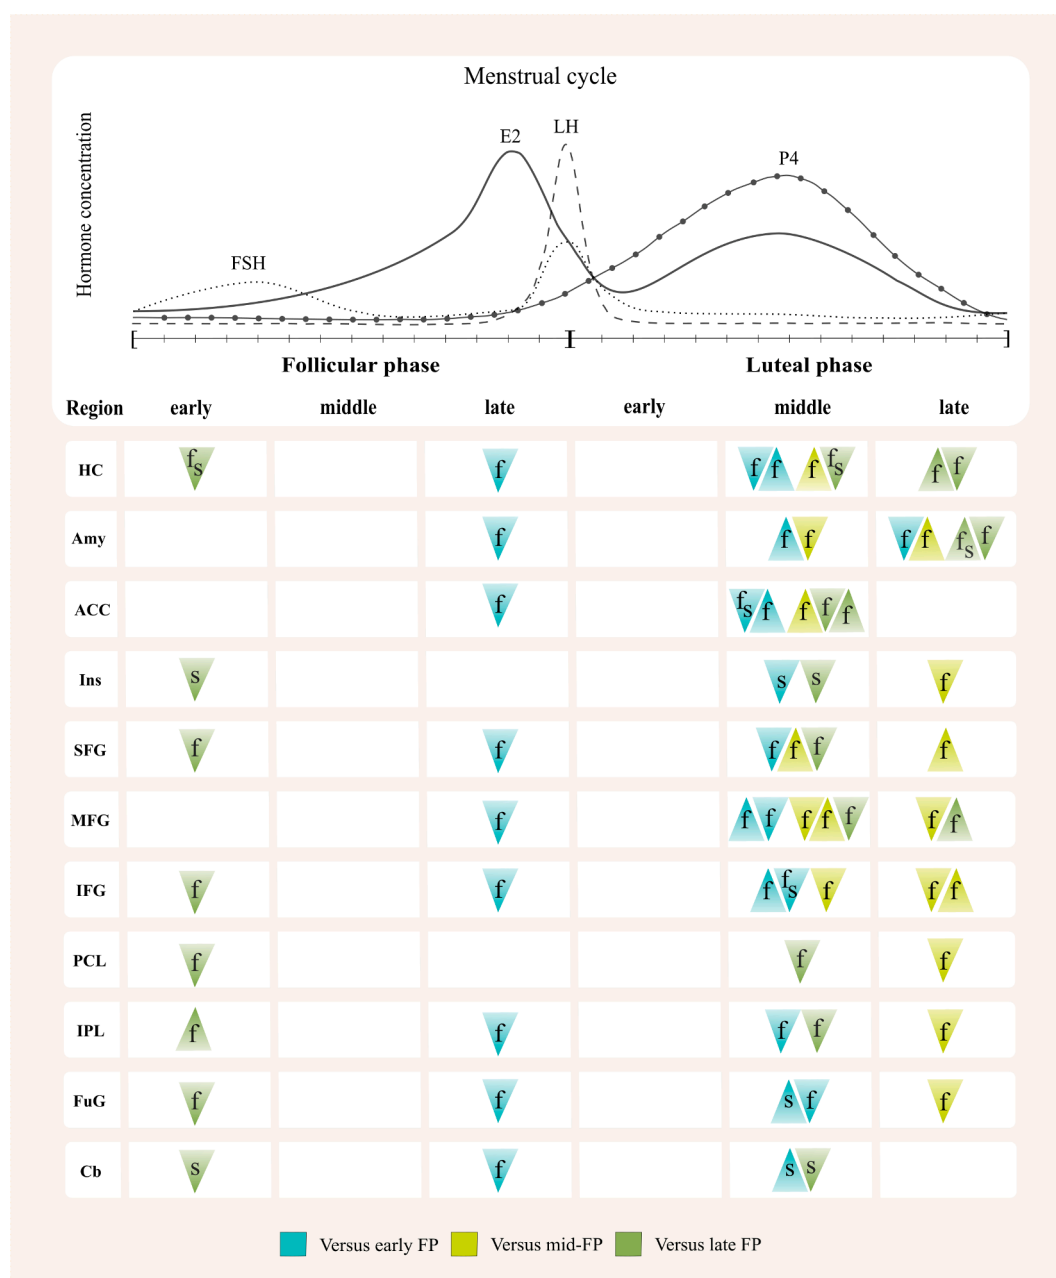 Menstrual cycle
Hormone concentration
FSH
E2
LH
P4
Follicular phase Luteal phase
Region early middle late early middle late
HC f s f f f f f s f f
Amy f f f f f f s f
ACC f f s f f f f
Ins s s s f
SFG f f f f f f
MFG f f f f f f f f
IFG f f f f s f f f
PCL f f f
IPL f f f f f
FuG f f s f f
Cb s f s s
Versus early FP Versus mid-FP Versus late FP